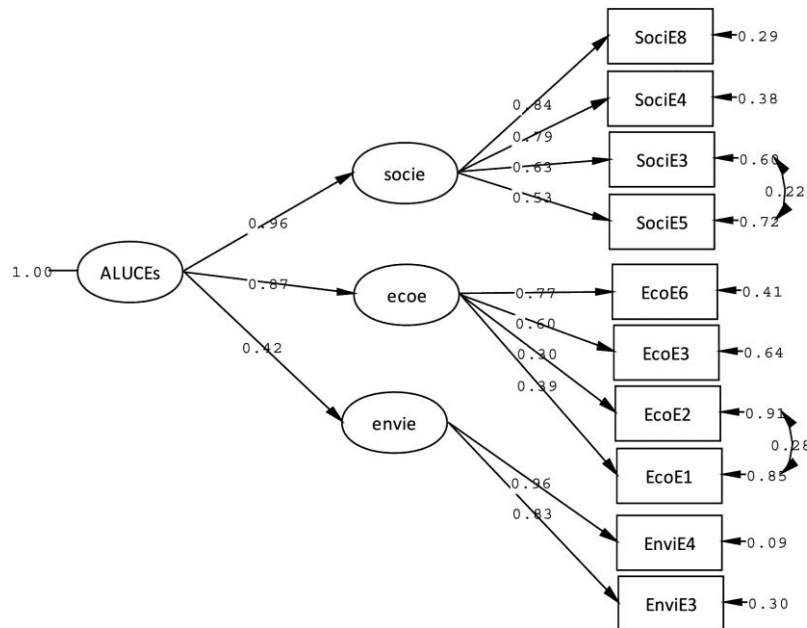 SociE8
0.29
0.84
SociE4
0.38
0.79
SociE3
0.60
0.63
socie
0.22
0.53
SociE5
0.72
0.96
1.00
ALUCEs
0.87
ecoe
0.77
EcoE6
0.41
0.60
EcoE3
0.64
0.42
0.30
0.39
EcoE2
0.91
envie
0.28
EcoE1
0.85
0.96
0.83
EnviE4
0.09
EnviE3
0.30